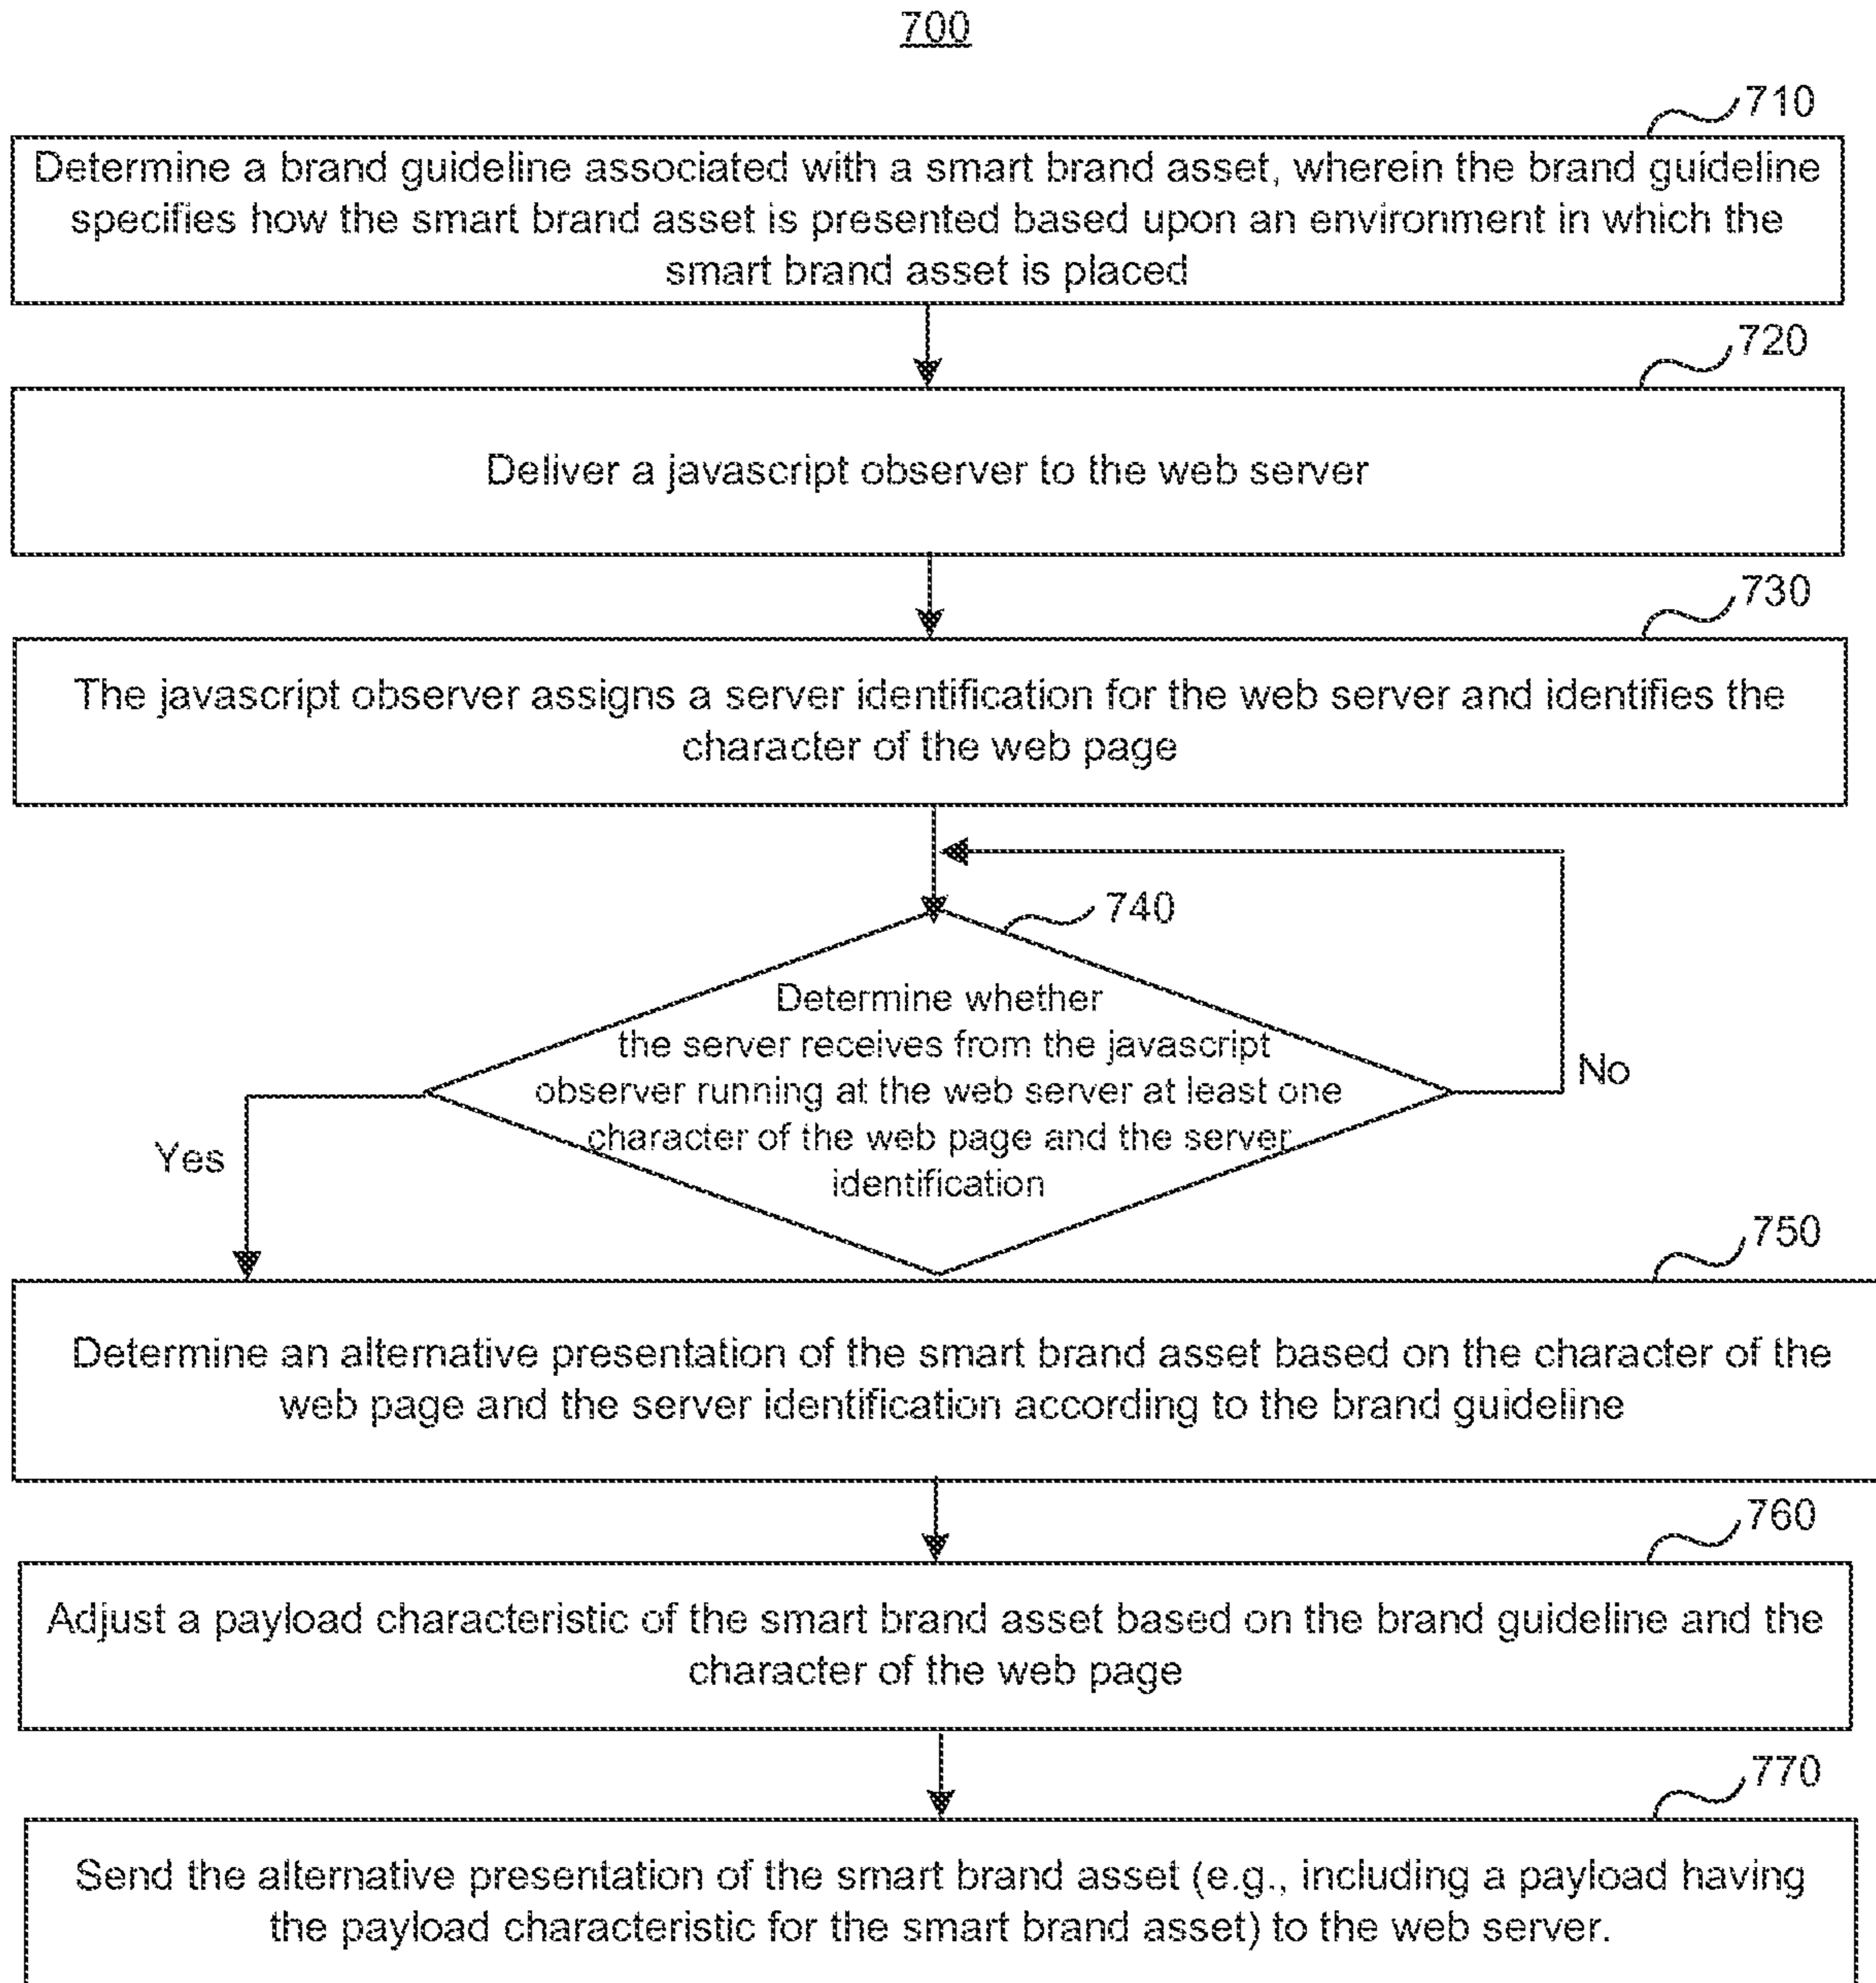 700
710
Determine a brand guideline associated with a smart brand asset, wherein the brand guideline
specifies how the smart brand asset is presented based upon an environment in which the
smart brand asset is placed
720
Deliver a javascript observer to the web server
730
The javascript observer assigns a server identification for the web server and identifies the
character of the web page
740
Determine whether
the server receives from the javascript
observer running at the web server at least one
character of the web page and the server
identification
No
Yes
750
Determine an alternative presentation of the smart brand asset based on the character of the
web page and the server identification according to the brand guideline
760
Adjust a payload characteristic of the smart brand asset based on the brand guideline and the
character of the web page
770
Send the alternative presentation of the smart brand asset (e.g., including a payload having
the payload characteristic for the smart brand asset) to the web server.